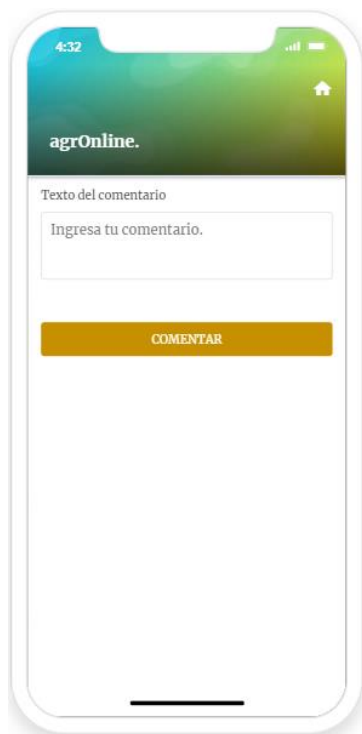 4:32
agrOnline.
Texto del comentario
Ingresa tu comentario.
COMENTAR